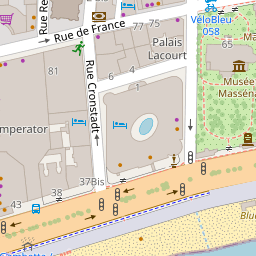 Rue de France
77
75
VéloBleu
058
65
Palais
Lacourt
81
6
4
Rue Re
Rue Cronstadt
1
Musée
Masséna
mperator
37Bis
38
43